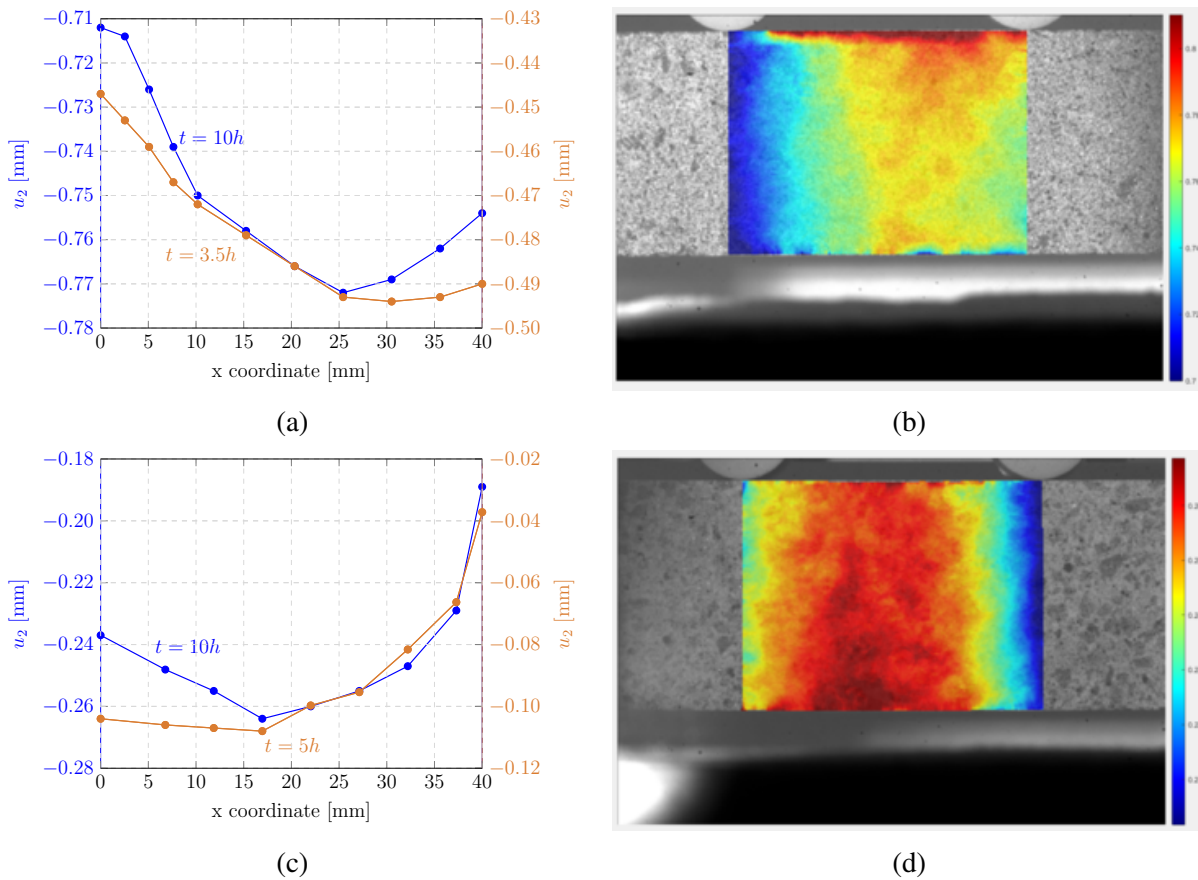 −0.71
−0.72
−0.73
−0.74
−0.75
−0.76
−0.77
−0.78
u2 [mm]
−0.43
−0.44
−0.45
−0.46
−0.47
−0.48
−0.49
−0.50
u2 [mm]
t = 10h
t = 3.5h
0 5 10 15 20 25 30 35 40
x coordinate [mm]
(a)
(b)
−0.18
−0.20
−0.22
−0.24
−0.26
−0.28
u2 [mm]
−0.02
−0.04
−0.06
−0.08
−0.10
−0.12
u2 [mm]
t = 10h
t = 5h
0 5 10 15 20 25 30 35 40
x coordinate [mm]
(c)
(d)